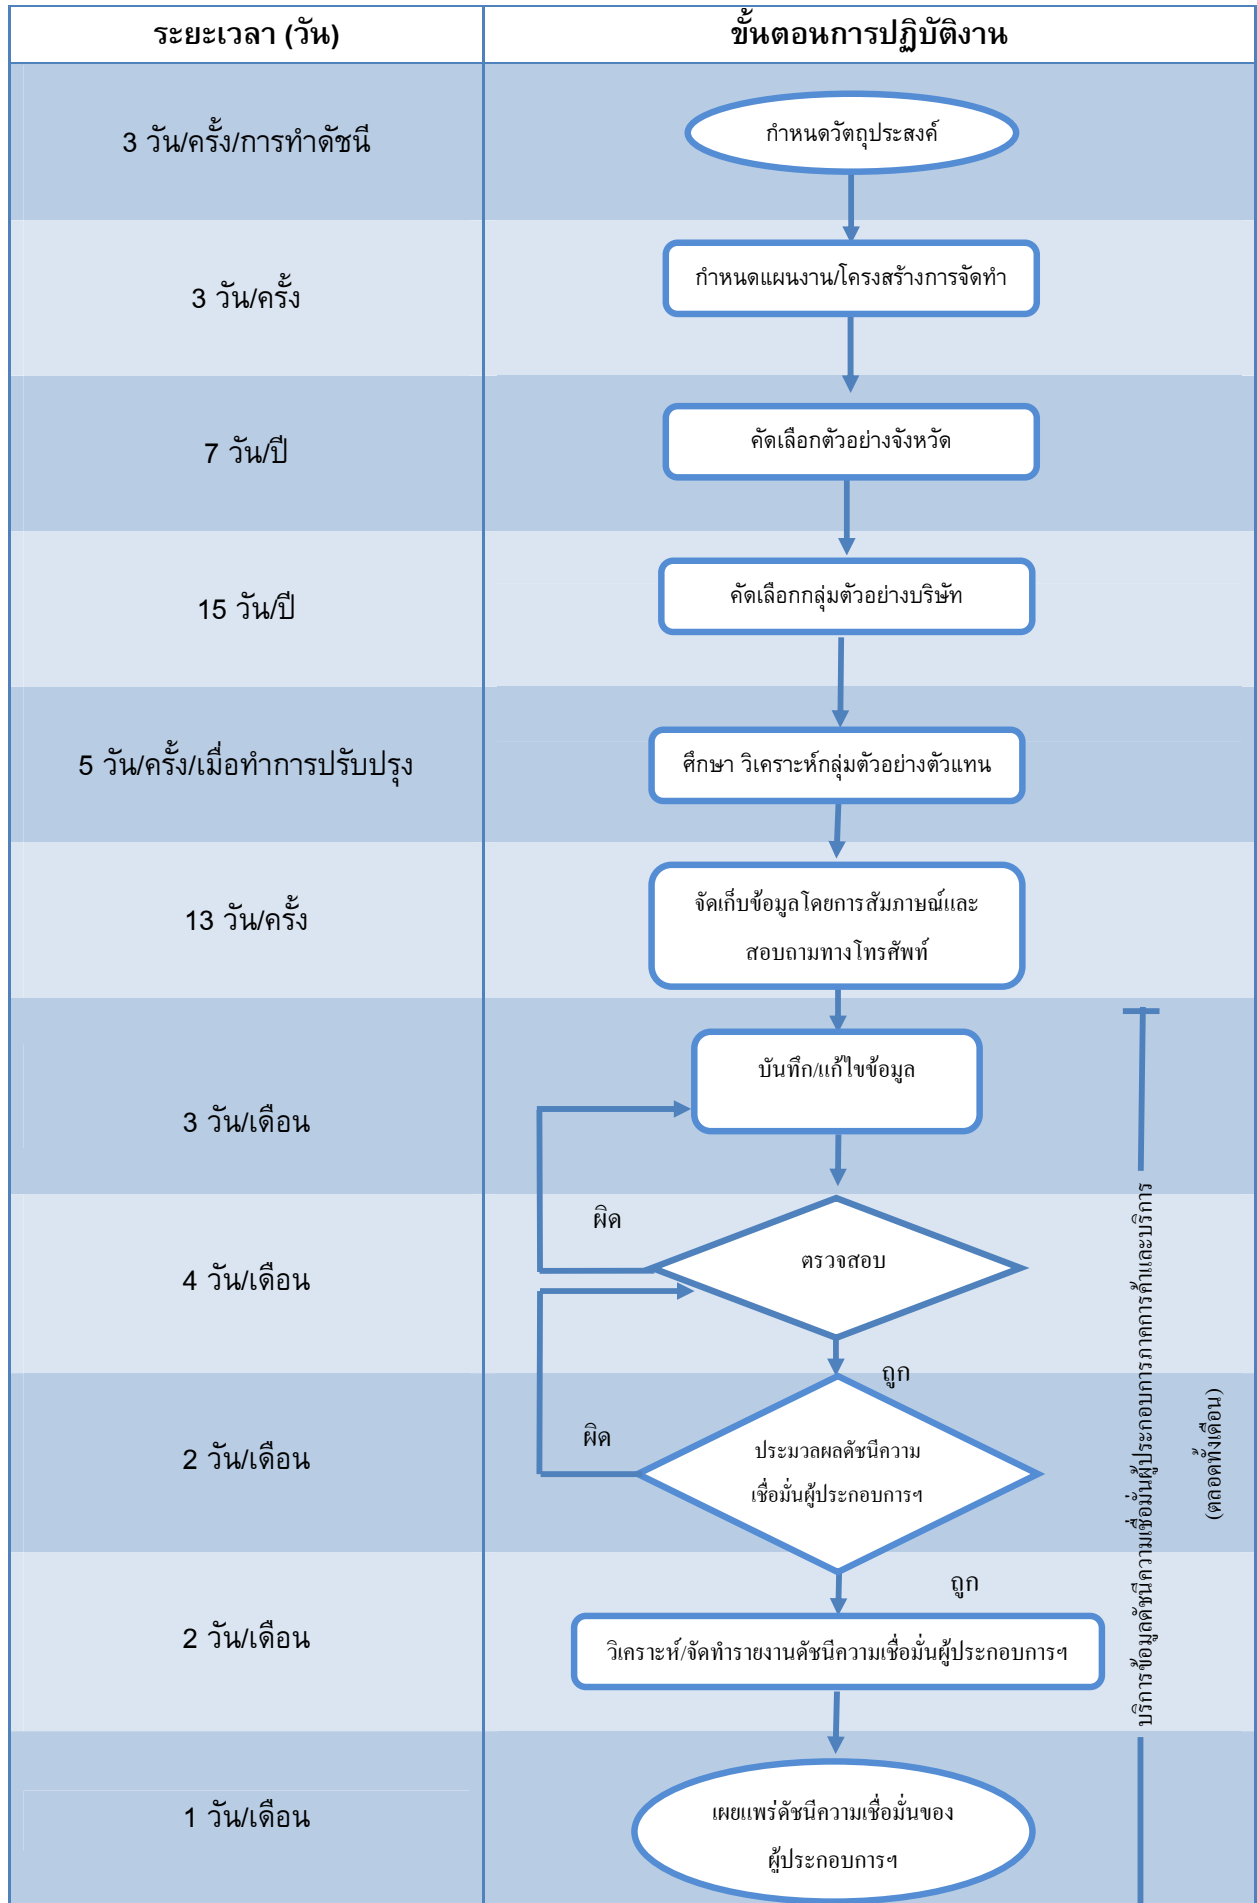 ระยะเวลา (วัน)
ขั้นตอนการปฏิบัติงาน
3 วัน/ครั้ง/การทำดัชนี
กำหนดวัตถุประสงค์
3 วัน/ครั้ง
กำหนดแผนงาน/โครงสร้างการจัดทำ
7 วัน/ปี
คัดเลือกตัวอย่างจังหวัด
15 วัน/ปี
คัดเลือกกลุ่มตัวอย่างบริษัท
5 วัน/ครั้ง/เมื่อทำการปรับปรุง
ศึกษา วิเคราะห์กลุ่มตัวอย่างตัวแทน
13 วัน/ครั้ง
จัดเก็บข้อมูลโดยการสัมภาษณ์และ
สอบถามทางโทรศัพท์
3 วัน/เดือน
บันทึก/แก้ไขข้อมูล
4 วัน/เดือน
ผิด
ตรวจสอบ
ถูก
2 วัน/เดือน
ผิด
ประมวลผลดัชนีความ
เชื่อมั่นผู้ประกอบการฯ
ถูก
2 วัน/เดือน
วิเคราะห์/จัดทำรายงานดัชนีความเชื่อมั่นผู้ประกอบการฯ
1 วัน/เดือน
เผยแพร่ดัชนีความเชื่อมั่นของ
ผู้ประกอบการฯ
บริการข้อมูลดัชนีความเชื่อมั่นผู้ประกอบการภาคการค้าและบริการ
(ตลอดทั้งเดือน)